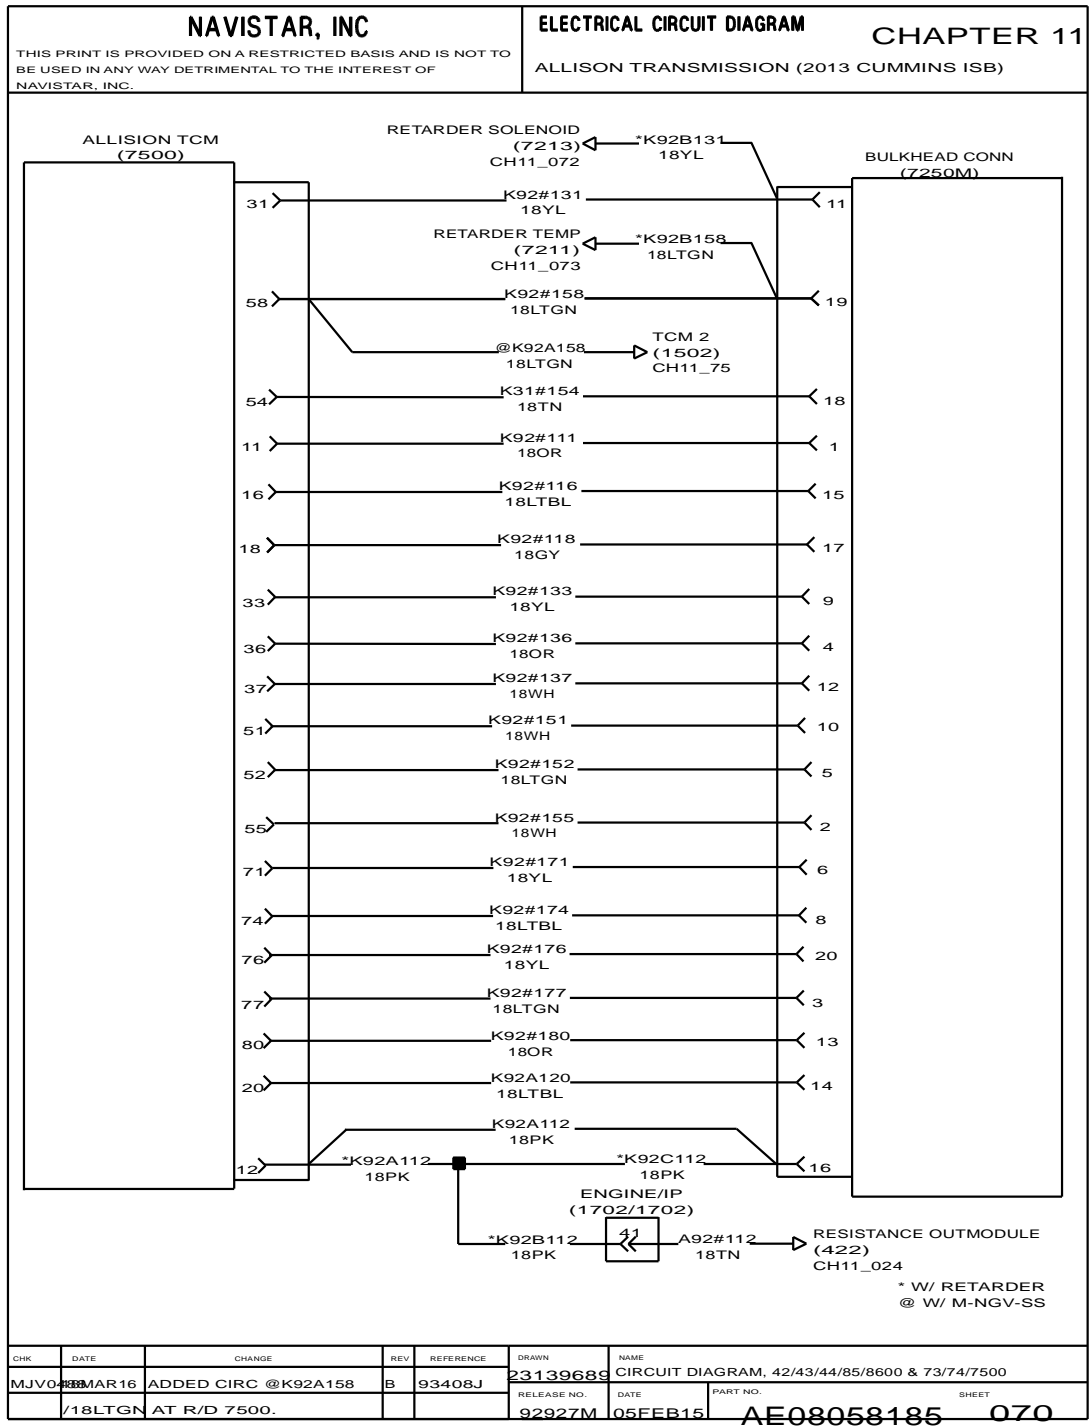 NAVISTAR, INC
THIS PRINT IS PROVIDED ON A RESTRICTED BASIS AND IS NOT TO
BE USED IN ANY WAY DETRIMENTAL TO THE INTEREST OF
NAVISTAR, INC.
ELECTRICAL CIRCUIT DIAGRAM
CHAPTER 11
ALLISON TRANSMISSION (2013 CUMMINS ISB)
ALLISION TCM
(7500)
BULKHEAD CONN
(7250M)
RETARDER SOLENOID
(7213)
CH11_072
*K92B131
18YL
31
K92#131
18YL
11
RETARDER TEMP
(7211)
CH11_073
*K92B158
18LTGN
58
K92#158
18LTGN
19
@K92A158
18LTGN
TCM 2
(1502)
CH11_75
54
K31#154
18TN
18
11
K92#111
18OR
1
16
K92#116
18LTBL
15
18
K92#118
18GY
17
33
K92#133
18YL
9
36
K92#136
18OR
4
37
K92#137
18WH
12
51
K92#151
18WH
10
52
K92#152
18LTGN
5
55
K92#155
18WH
2
71
K92#171
18YL
6
74
K92#174
18LTBL
8
76
K92#176
18YL
20
77
K92#177
18LTGN
3
80
K92#180
18OR
13
20
K92A120
18LTBL
14
K92A112
18PK
12
*K92A112
18PK
*K92C112
18PK
16
ENGINE/IP
(1702/1702)
*K92B112
18PK
41
A92#112
18TN
RESISTANCE OUTMODULE
(422)
CH11_024
* W/ RETARDER
@ W/ M-NGV-SS
CHK DATE CHANGE REV REFERENCE
MJV04 MAR16 ADDED CIRC @K92A158 B 93408J
/18LTGN AT R/D 7500.
DRAWN
23139689
NAME
CIRCUIT DIAGRAM, 42/43/44/85/8600 & 73/74/7500
RELEASE NO.
92927M
DATE
05FEB15
PART NO.
AE08058185
SHEET
070